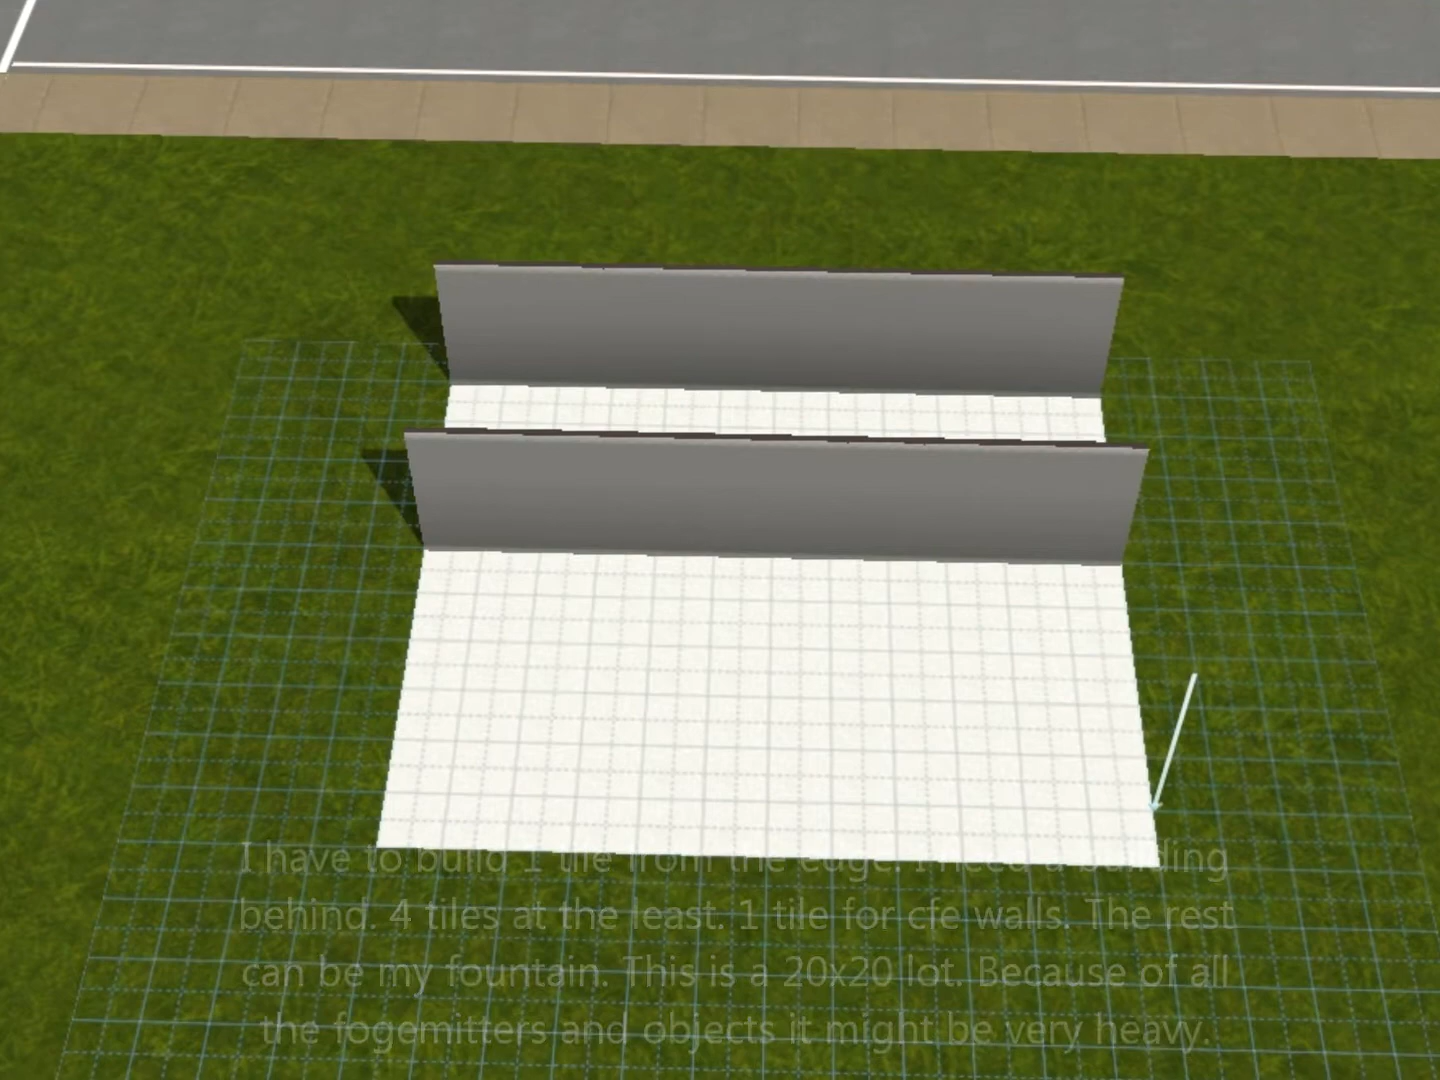 I have to build 1 tile from the edge. I need a building
behind. 4 tiles at the least. 1 tile for cfe walls. The rest
can be my fountain. This is a 20x20 lot. Because of all
the fogemitters and objects it might be very heavy.